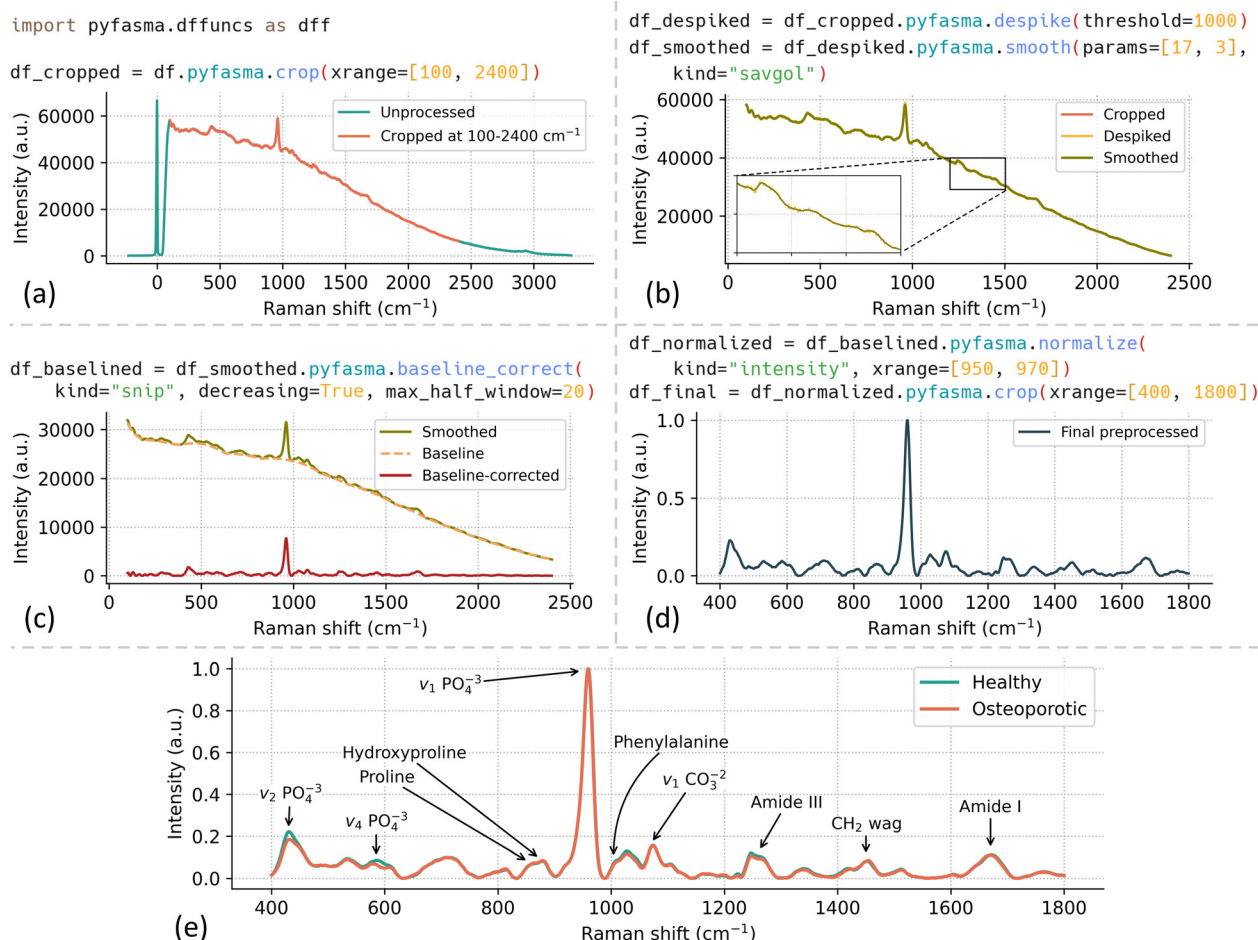 import pyfasma.dffuncs as dff
df_cropped = df.pyfasma.crop(xrange=[100, 2400])
Intensity (a.u.)
60000
40000
20000
0
Unprocessed
Cropped at 100-2400 cm⁻¹
0
500
1000
1500
2000
2500
3000
Raman shift (cm⁻¹)
(a)
df_despiked = df_cropped.pyfasma.despike(threshold=1000)
df_smoothed = df_despiked.pyfasma.smooth(params=[17, 3],
kind="savgol")
Intensity (a.u.)
60000
40000
20000
Cropped
Despiked
Smoothed
0
500
1000
1500
2000
2500
Raman shift (cm⁻¹)
(b)
df_baselined = df_smoothed.pyfasma.baseline_correct(
kind="snip", decreasing=True, max_half_window=20)
Intensity (a.u.)
30000
20000
10000
0
Smoothed
Baseline
Baseline-corrected
0
500
1000
1500
2000
2500
Raman shift (cm⁻¹)
(c)
df_normalized = df_baselined.pyfasma.normalize(
kind="intensity", xrange=[950, 970])
df_final = df_normalized.pyfasma.crop(xrange=[400, 1800])
Intensity (a.u.)
1.0
0.5
0.0
Final preprocessed
400
600
800
1000
1200
1400
1600
1800
Raman shift (cm⁻¹)
(d)
Intensity (a.u.)
1.0
0.8
0.6
0.4
0.2
0.0
Healthy
Osteoporotic
v₂ PO₄⁻³
v₄ PO₄⁻³
Proline
Hydroxyproline
v₁ PO₄⁻³
Phenylalanine
v₁ CO₃⁻²
Amide III
CH₂ wag
Amide I
400
600
800
1000
1200
1400
1600
1800
Raman shift (cm⁻¹)
(e)